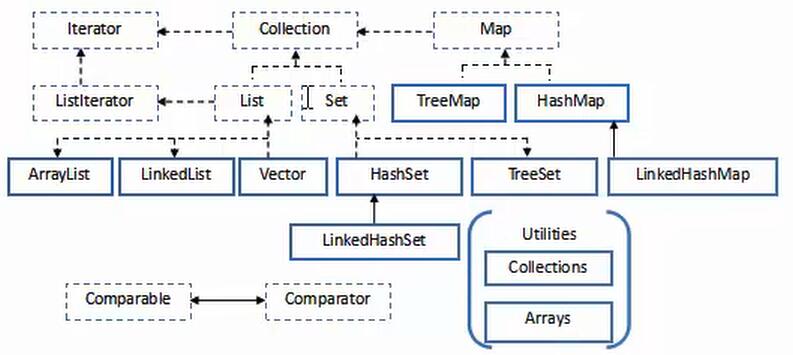 Iterator
Collection
Map
ListIterator
List
Set
TreeMap
HashMap
ArrayList
LinkedList
Vector
HashSet
TreeSet
LinkedHashMap
LinkedHashSet
Utilities
Collections
Comparable
Comparator
Arrays